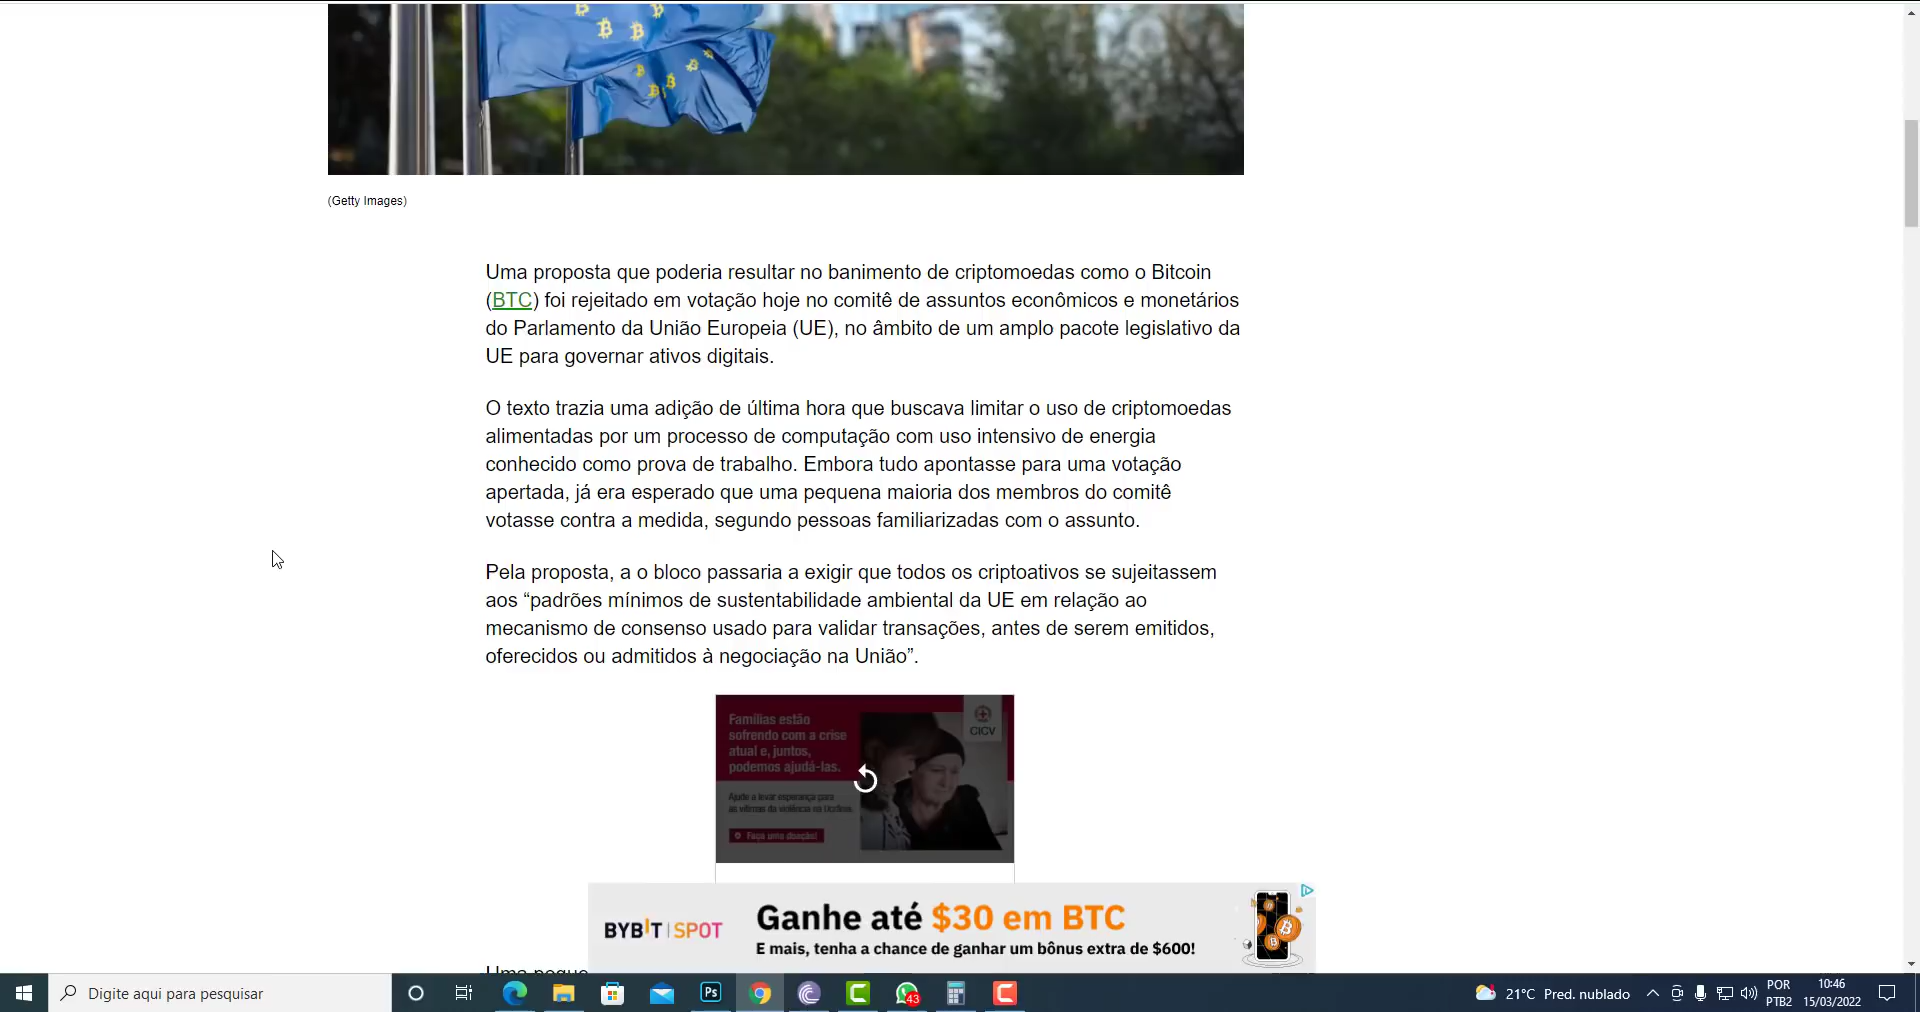 (Getty Images)
Uma proposta que poderia resultar no banimento de criptomoedas como o Bitcoin
(BTC) foi rejeitado em votação hoje no comitê de assuntos econômicos e monetários
do Parlamento da União Europeia (UE), no âmbito de um amplo pacote legislativo da
UE para governar ativos digitais.
O texto trazia uma adição de última hora que buscava limitar o uso de criptomoedas
alimentadas por um processo de computação com uso intensivo de energia
conhecido como prova de trabalho. Embora tudo apontasse para uma votação
apertada, já era esperado que uma pequena maioria dos membros do comitê
votasse contra a medida, segundo pessoas familiarizadas com o assunto.
Pela proposta, a o bloco passaria a exigir que todos os criptoativos se sujeitassem
aos “padrões mínimos de sustentabilidade ambiental da UE em relação ao
mecanismo de consenso usado para validar transações, antes de serem emitidos,
oferecidos ou admitidos à negociação na União”.
Famílias estão
sofrendo com a crise
atual e, juntos,
podemos ajudá-las.
CICV
Ajude a levar esperança para
as vítimas da violência na Ucrânia.
Faça uma doação!
BYBIT | SPOT
Ganhe até $30 em BTC
E mais, tenha a chance de ganhar um bônus extra de $600!
Digite aqui para pesquisar
Ps
43
21°C Pred. nublado
POR
PTB2
10:46
15/03/2022